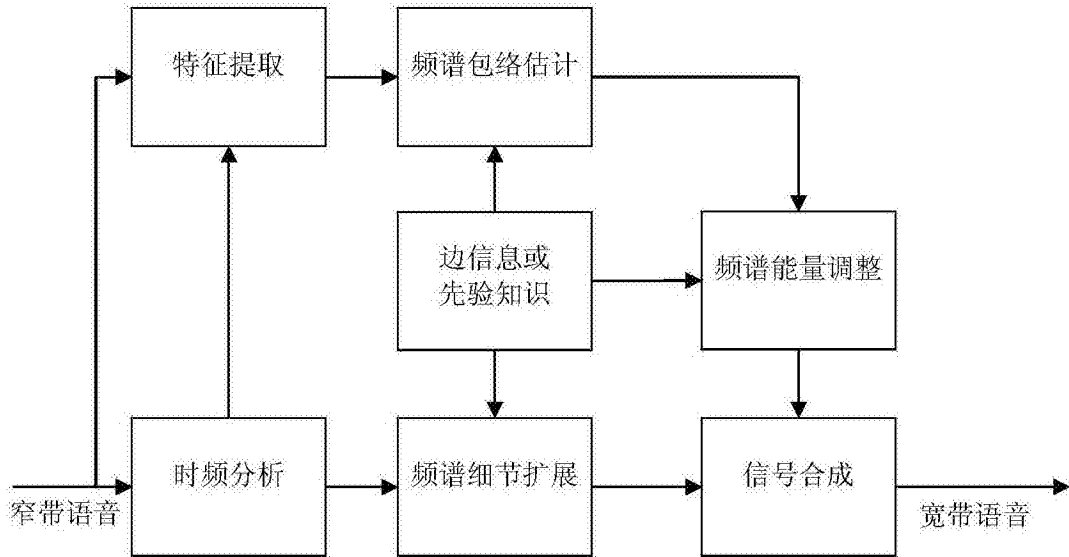 特征提取
频谱包络估计
边信息或
先验知识
频谱能量调整
时频分析
频谱细节扩展
信号合成
窄带语音
宽带语音